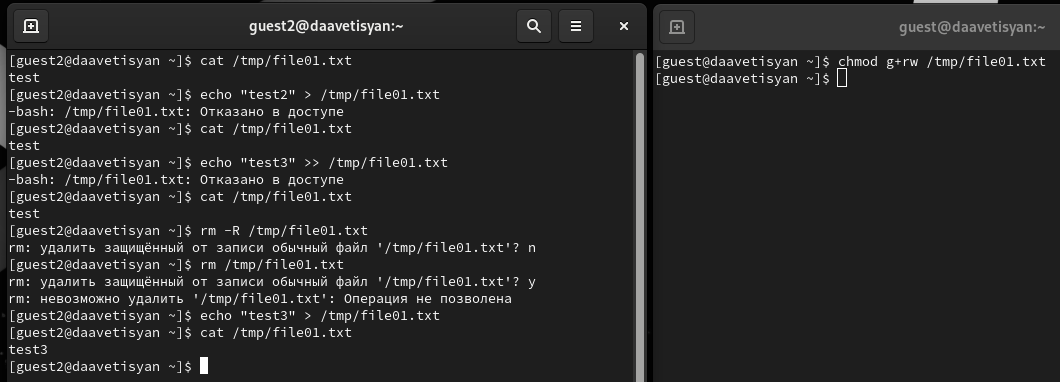 guest2@daavetisyan:~
[guest2@daavetisyan ~]$ cat /tmp/file01.txt
test
[guest2@daavetisyan ~]$ echo "test2" > /tmp/file01.txt
-bash: /tmp/file01.txt: Отказано в доступе
[guest2@daavetisyan ~]$ cat /tmp/file01.txt
test
[guest2@daavetisyan ~]$ echo "test3" >> /tmp/file01.txt
-bash: /tmp/file01.txt: Отказано в доступе
[guest2@daavetisyan ~]$ cat /tmp/file01.txt
test
[guest2@daavetisyan ~]$ rm -R /tmp/file01.txt
rm: удалить защищённый от записи обычный файл '/tmp/file01.txt'? n
[guest2@daavetisyan ~]$ rm /tmp/file01.txt
rm: удалить защищённый от записи обычный файл '/tmp/file01.txt'? y
rm: невозможно удалить '/tmp/file01.txt': Операция не позволена
[guest2@daavetisyan ~]$ echo "test3" > /tmp/file01.txt
[guest2@daavetisyan ~]$ cat /tmp/file01.txt
test3
[guest2@daavetisyan ~]$
guest@daavetisyan:~
[guest@daavetisyan ~]$ chmod g+rw /tmp/file01.txt
[guest@daavetisyan ~]$